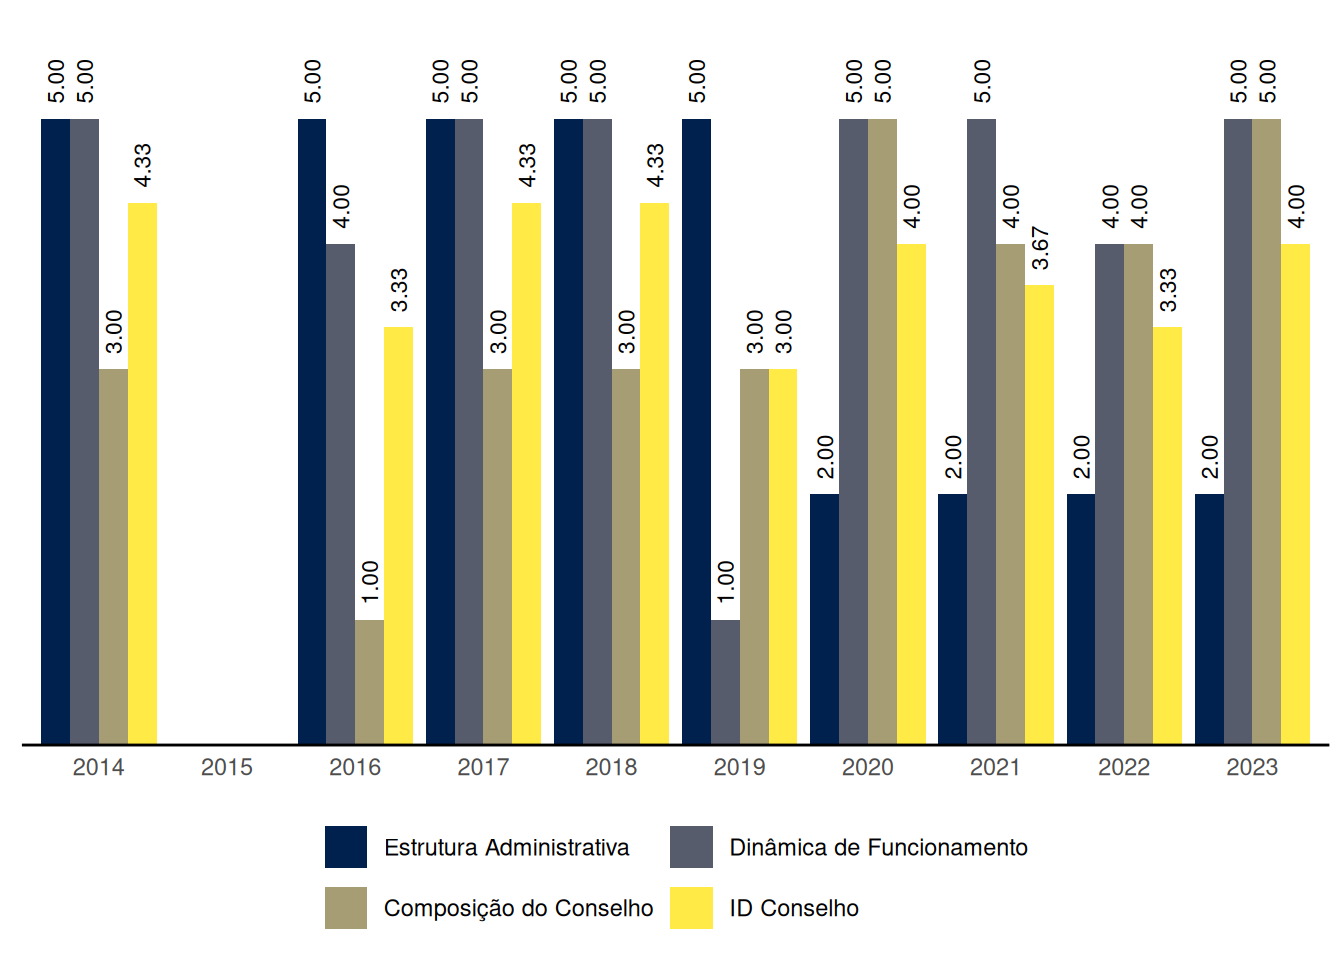 5.00 5.00 3.00 4.33
5.00 4.00 1.00 3.33
5.00 5.00 3.00 4.33
5.00 5.00 3.00 4.33
5.00 1.00 3.00 3.00
2.00 5.00 5.00 4.00
2.00 5.00 4.00 3.67
2.00 4.00 4.00 3.33
2.00 5.00 5.00 4.00
2014 2015 2016 2017 2018 2019 2020 2021 2022 2023
Estrutura Administrativa Dinâmica de Funcionamento
Composição do Conselho ID Conselho